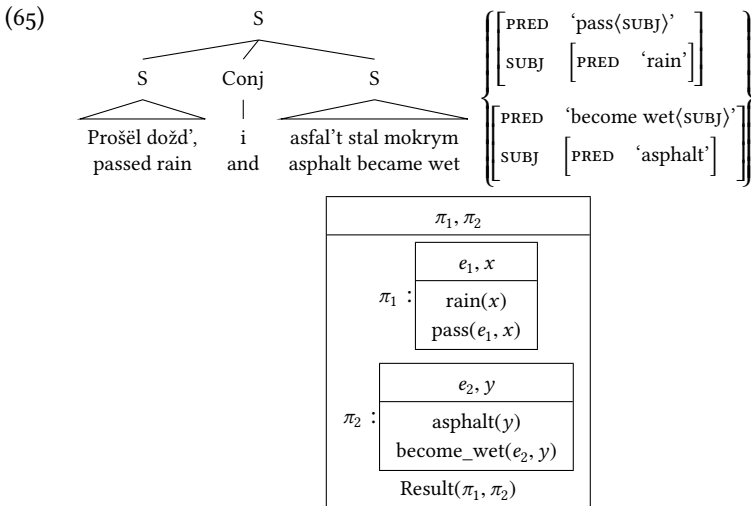 (65)
S
S Conj S
Prošël dožd', i asfal't stal mokrym
passed rain and asphalt became wet
PRED ‘pass⟨SUBJ⟩’
SUBJ [PRED ‘rain’]
PRED ‘become wet⟨SUBJ⟩’
SUBJ [PRED ‘asphalt’]
π₁, π₂
e₁, x
π₁ : rain(x)
pass(e₁, x)
e₂, y
π₂ : asphalt(y)
become_wet(e₂, y)
Result(π₁, π₂)